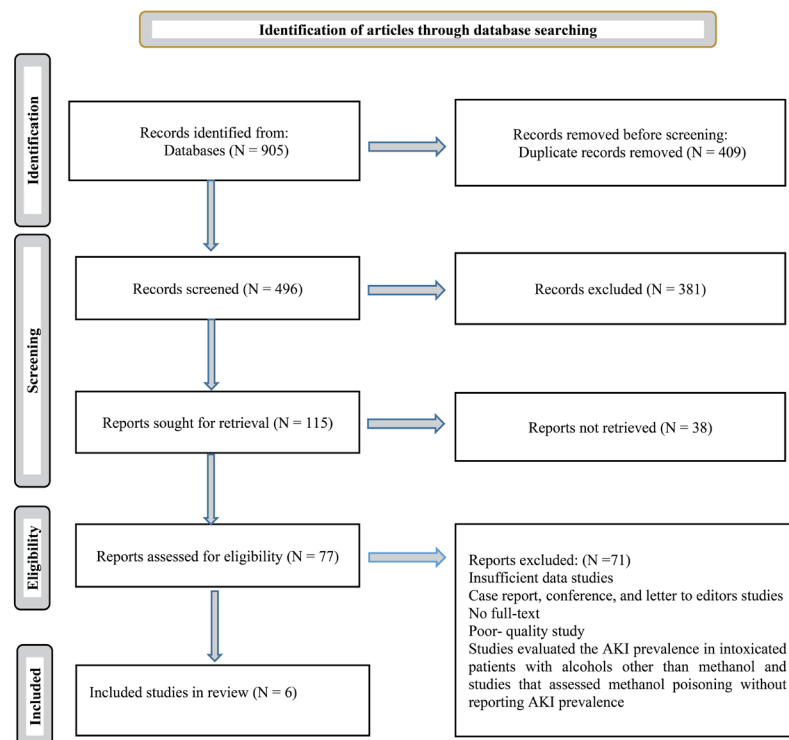 Identification of articles through database searching
Identification
Records identified from:
Databases (N = 905)
Records removed before screening:
Duplicate records removed (N = 409)
Screening
Records screened (N = 496)
Records excluded (N = 381)
Reports sought for retrieval (N = 115)
Reports not retrieved (N = 38)
Eligibility
Reports assessed for eligibility (N = 77)
Reports excluded: (N =71)
Insufficient data studies
Case report, conference, and letter to editors studies
No full-text
Poor- quality study
Studies evaluated the AKI prevalence in intoxicated
patients with alcohols other than methanol and
studies that assessed methanol poisoning without
reporting AKI prevalence
Included
Included studies in review (N = 6)